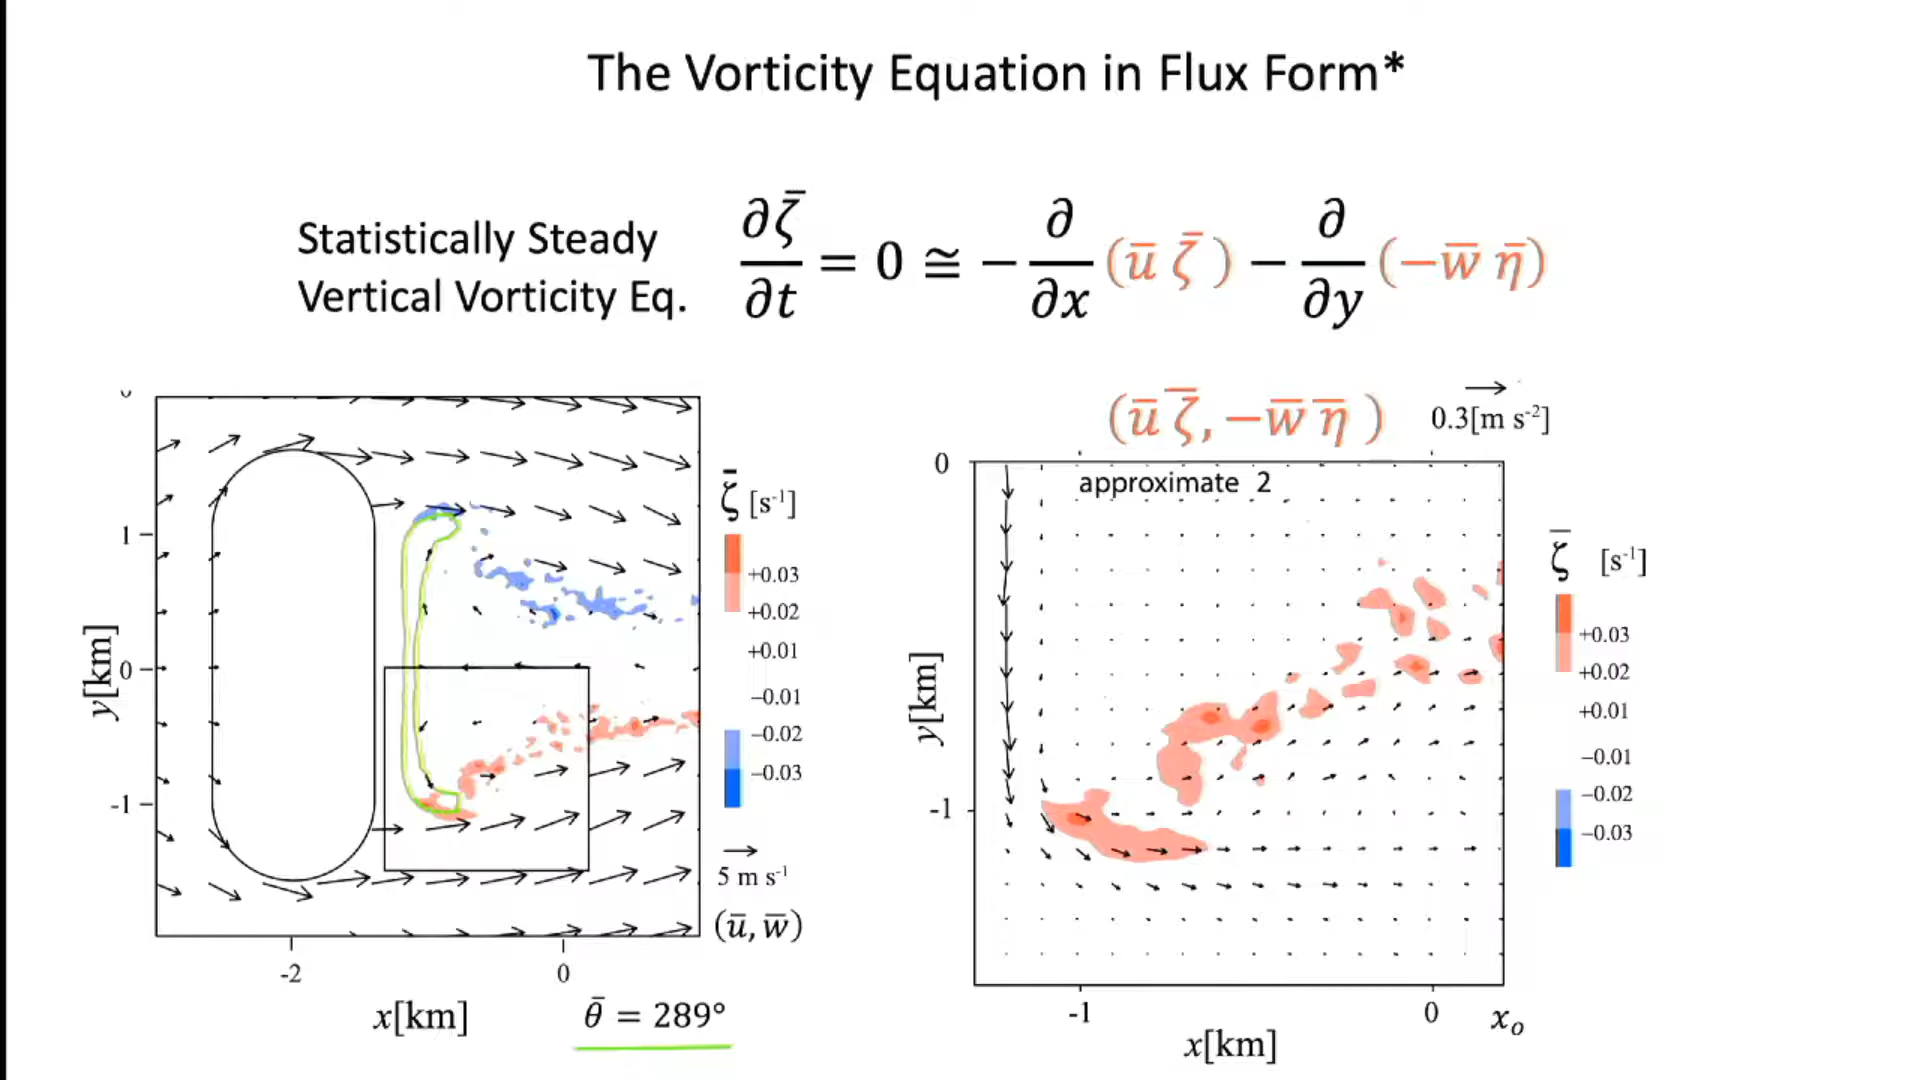 The Vorticity Equation in Flux Form*
Statistically Steady
Vertical Vorticity Eq.
∂ζ̄/∂t = 0 ≅ − ∂/∂x (ū ζ̄ ) − ∂/∂y (−w̄ η̄)
(ū ζ̄, −w̄ η̄ )
0.3[m s⁻²]
approximate 2
ζ̄ [s⁻¹]
+0.03
+0.02
+0.01
−0.01
−0.02
−0.03
5 m s⁻¹
(ū, w̄)
y[km]
1
0
-1
-2
0
x[km]
θ̄ = 289°
y[km]
0
-1
-1
0
x₀
x[km]
ζ̄ [s⁻¹]
+0.03
+0.02
+0.01
−0.01
−0.02
−0.03